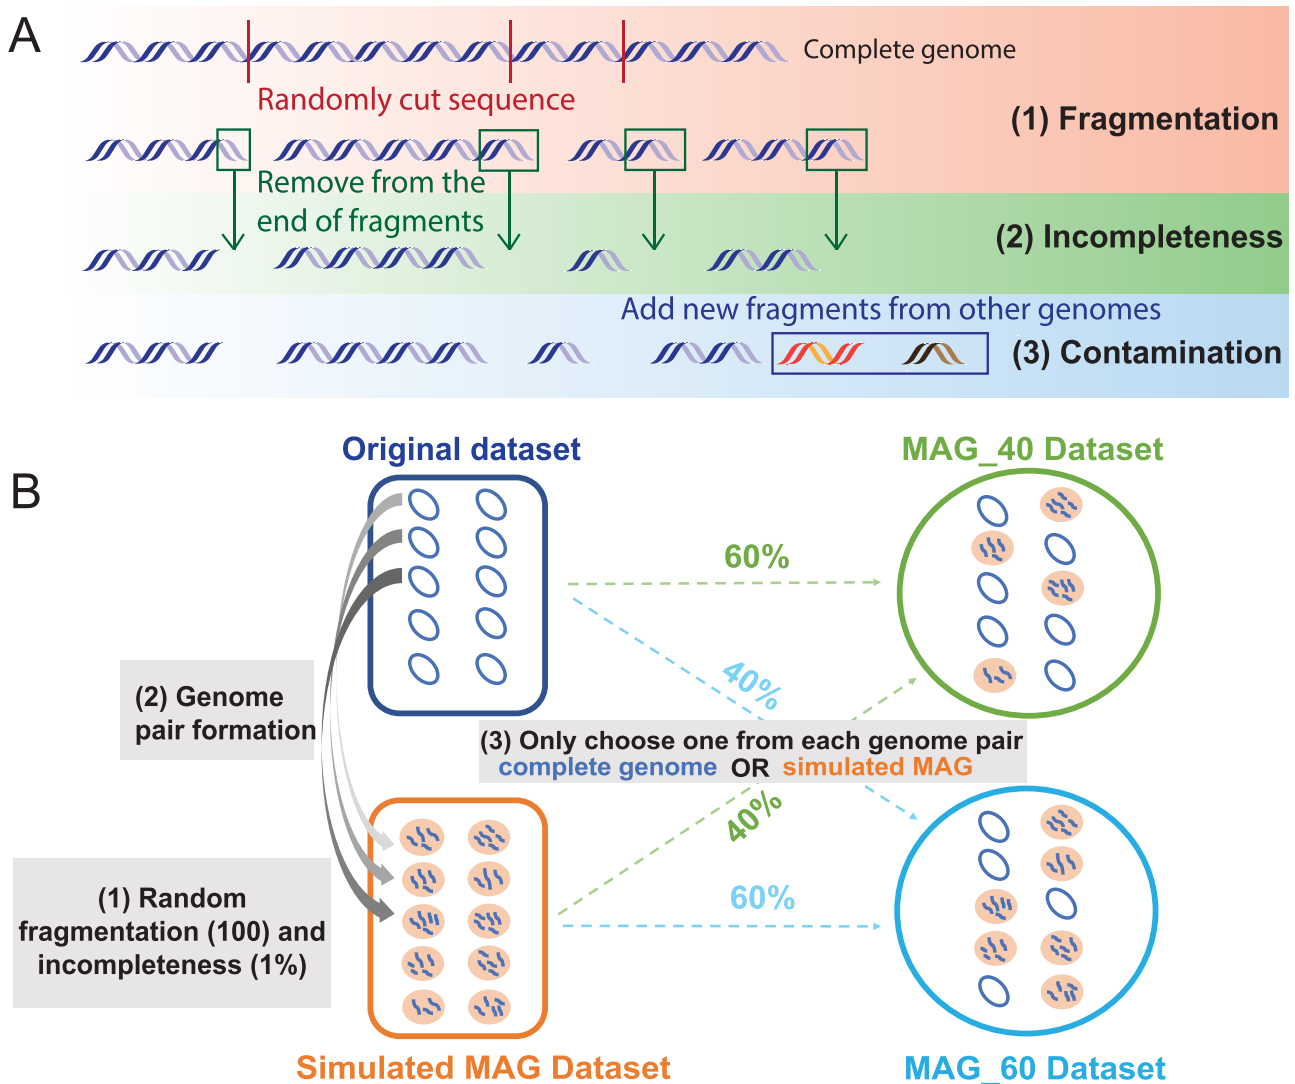 A
Complete genome
Randomly cut sequence
(1) Fragmentation
Remove from the
end of fragments
(2) Incompleteness
Add new fragments from other genomes
(3) Contamination
B
Original dataset
MAG_40 Dataset
60%
40%
(2) Genome
pair formation
(3) Only choose one from each genome pair
complete genome OR simulated MAG
40%
60%
(1) Random
fragmentation (100) and
incompleteness (1%)
Simulated MAG Dataset
MAG_60 Dataset